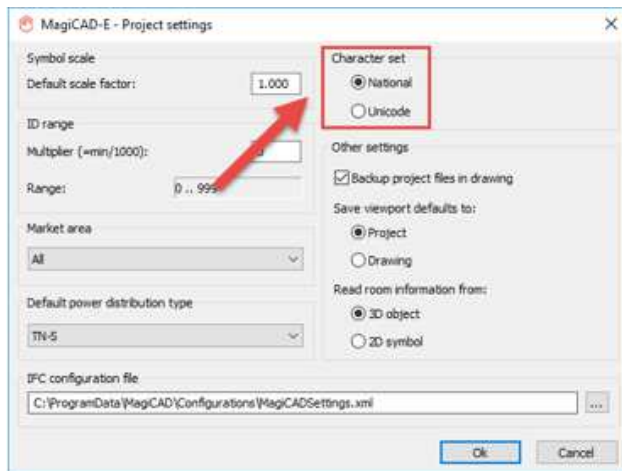 MagiCAD-E - Project settings
Symbol scale
Default scale factor: 1.000
ID range
Multiplier (=min/1000):
Range: 0 .. 999
Market area
All
Default power distribution type
TN-S
Character set
National
Unicode
Other settings
Backup project files in drawing
Save viewport defaults to:
Project
Drawing
Read room information from:
3D object
2D symbol
IFC configuration file
C:\ProgramData\MagiCAD\Configurations\MagiCADSettings.xml
...
Ok Cancel